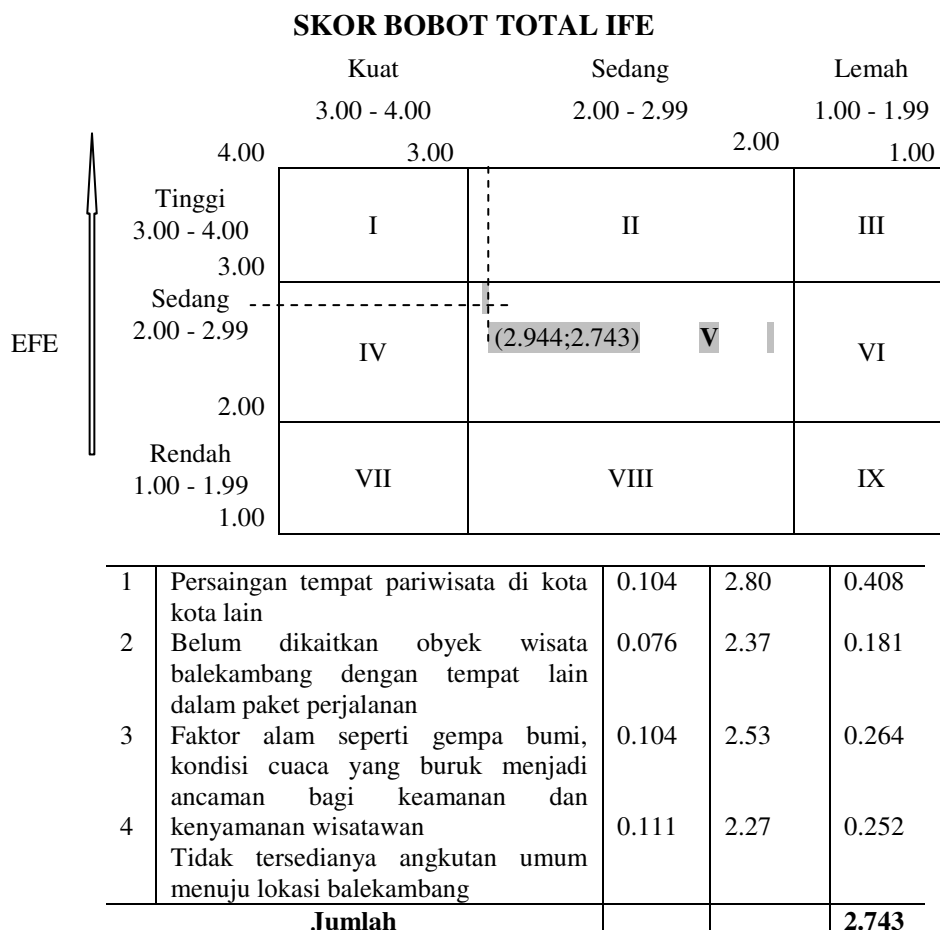 SKOR BOBOT TOTAL IFE
Kuat Sedang Lemah
3.00 - 4.00 2.00 - 2.99 1.00 - 1.99
4.00 3.00 2.00 1.00
Tinggi
3.00 - 4.00 I II III
3.00
Sedang
2.00 - 2.99 (2.944;2.743) V
EFE IV VI
2.00
Rendah
1.00 - 1.99 VII VIII IX
1.00
1 Persaingan tempat pariwisata di kota 0.104 2.80 0.408
kota lain
2 Belum dikaitkan obyek wisata 0.076 2.37 0.181
balekambang dengan tempat lain
dalam paket perjalanan
3 Faktor alam seperti gempa bumi, 0.104 2.53 0.264
kondisi cuaca yang buruk menjadi
ancaman bagi keamanan dan
4 kenyamanan wisatawan 0.111 2.27 0.252
Tidak tersedianya angkutan umum
menuju lokasi balekambang
Jumlah 2.743